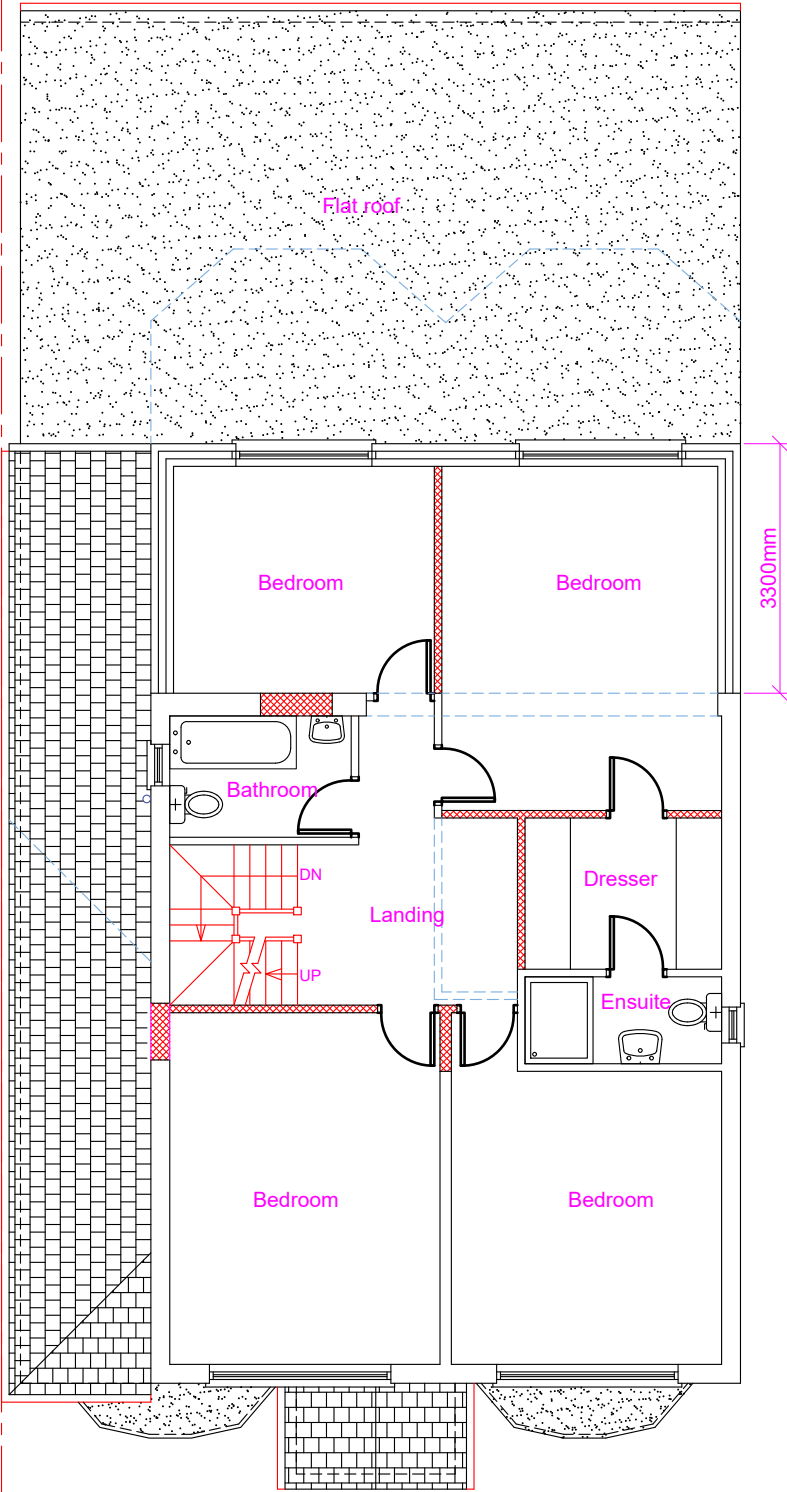 Flat roof
Bedroom
Bedroom
3300mm
Bathroom
DN
Landing
Dresser
UP
Ensuite
Bedroom
Bedroom